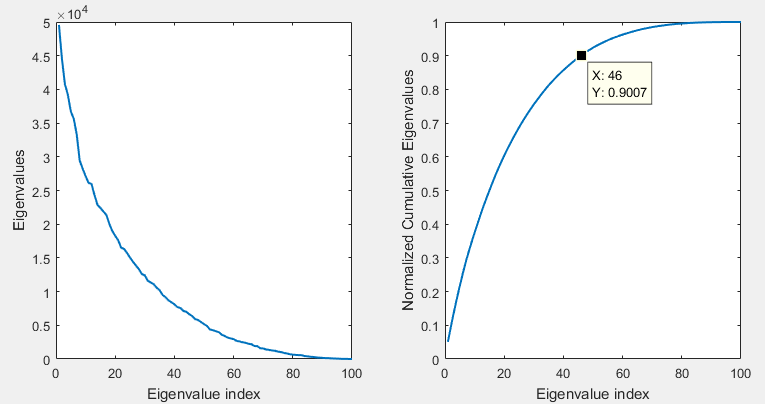 ×10⁴
5
4.5
4
3.5
3
2.5
2
1.5
1
0.5
0
0 20 40 60 80 100
Eigenvalues
Eigenvalue index
1
0.9
0.8
0.7
0.6
0.5
0.4
0.3
0.2
0.1
0
0 20 40 60 80 100
Normalized Cumulative Eigenvalues
Eigenvalue index
X: 46
Y: 0.9007